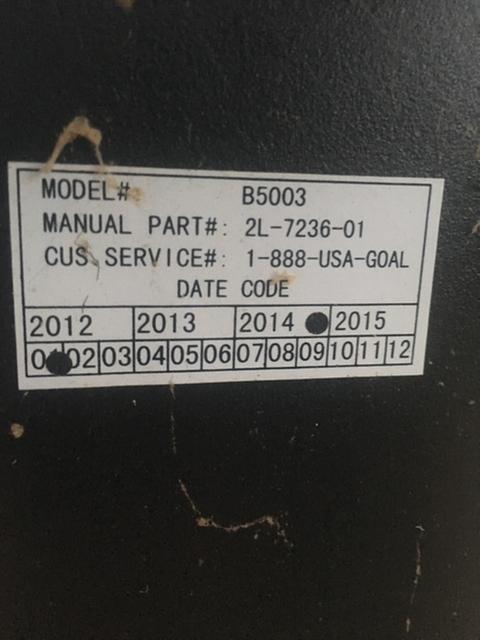 MODEL# B5003
MANUAL PART#: 2L-7236-01
CUS. SERVICE#: 1-888-USA-GOAL
DATE CODE
2012 2013 2014 2015
01 02 03 04 05 06 07 08 09 10 11 12